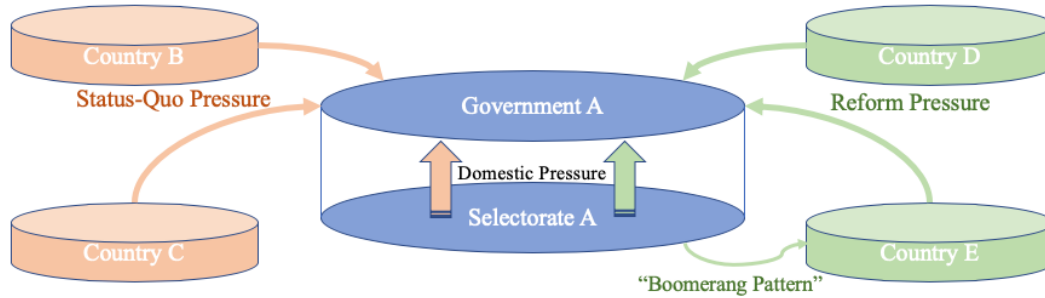 Country B
Country D
Status-Quo Pressure
Government A
Reform Pressure
Domestic Pressure
Selectorate A
Country C
Country E
“Boomerang Pattern”